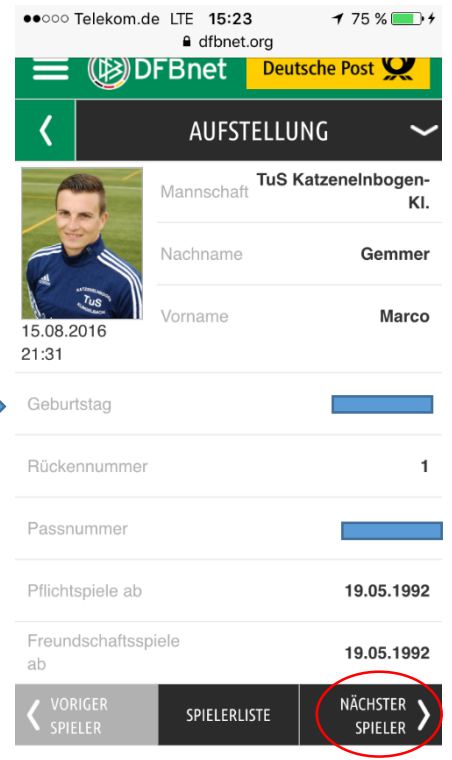 ●●○○○ Telekom.de LTE 15:23 75 %
dfbnet.org
DFBnet Deutsche Post
AUFSTELLUNG
Mannschaft TuS Katzenelnbogen-
Kl.
Nachname Gemmer
Vorname Marco
TuS
15.08.2016
21:31
Geburtstag
Rückennummer 1
Passnummer
Pflichtspiele ab 19.05.1992
Freundschaftsspiele
ab 19.05.1992
VORIGER
SPIELER
SPIELERLISTE
NÄCHSTER
SPIELER